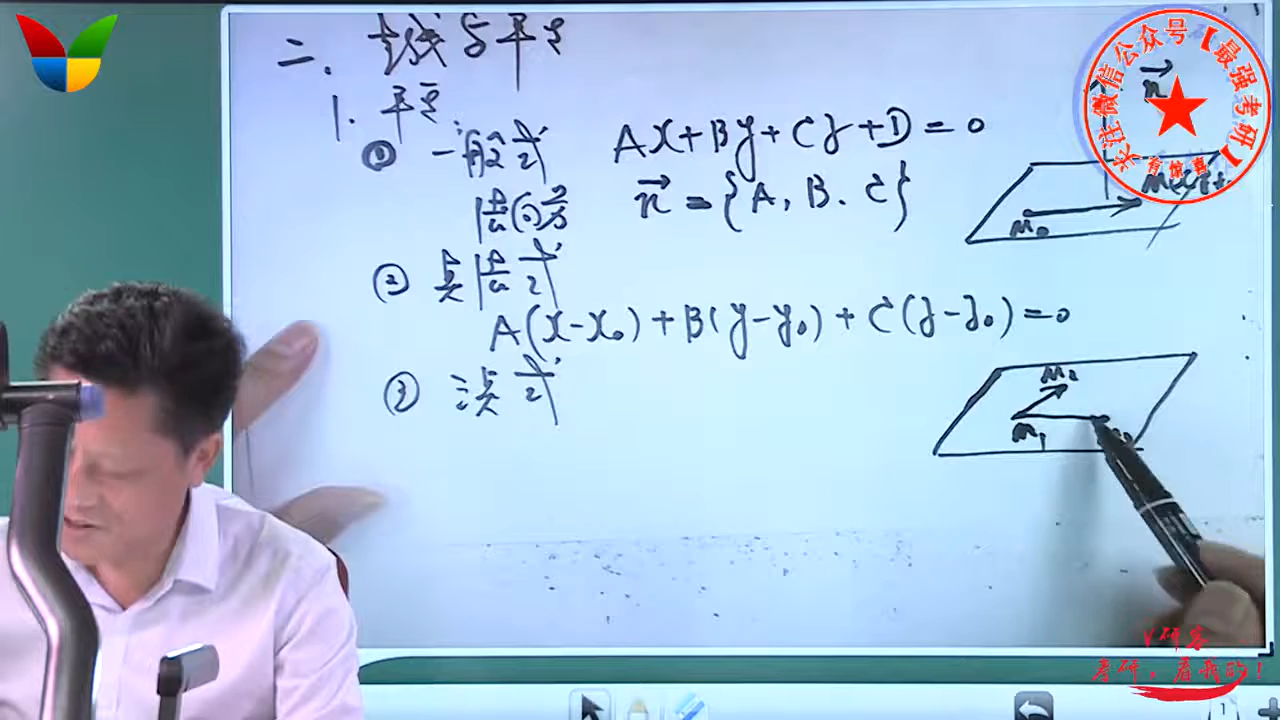 二. 直线与平面
1. 平面
① 一般式 Ax+By+Cz+D=0
法向量 n→={A, B. C}
② 点法式
A(x-x₀)+B(y-y₀)+C(z-z₀)=0
③ 三点式
n→
M₀
M₂
M₁
关注微信公众号【最强考研】
V研客
考研，看我的！
1